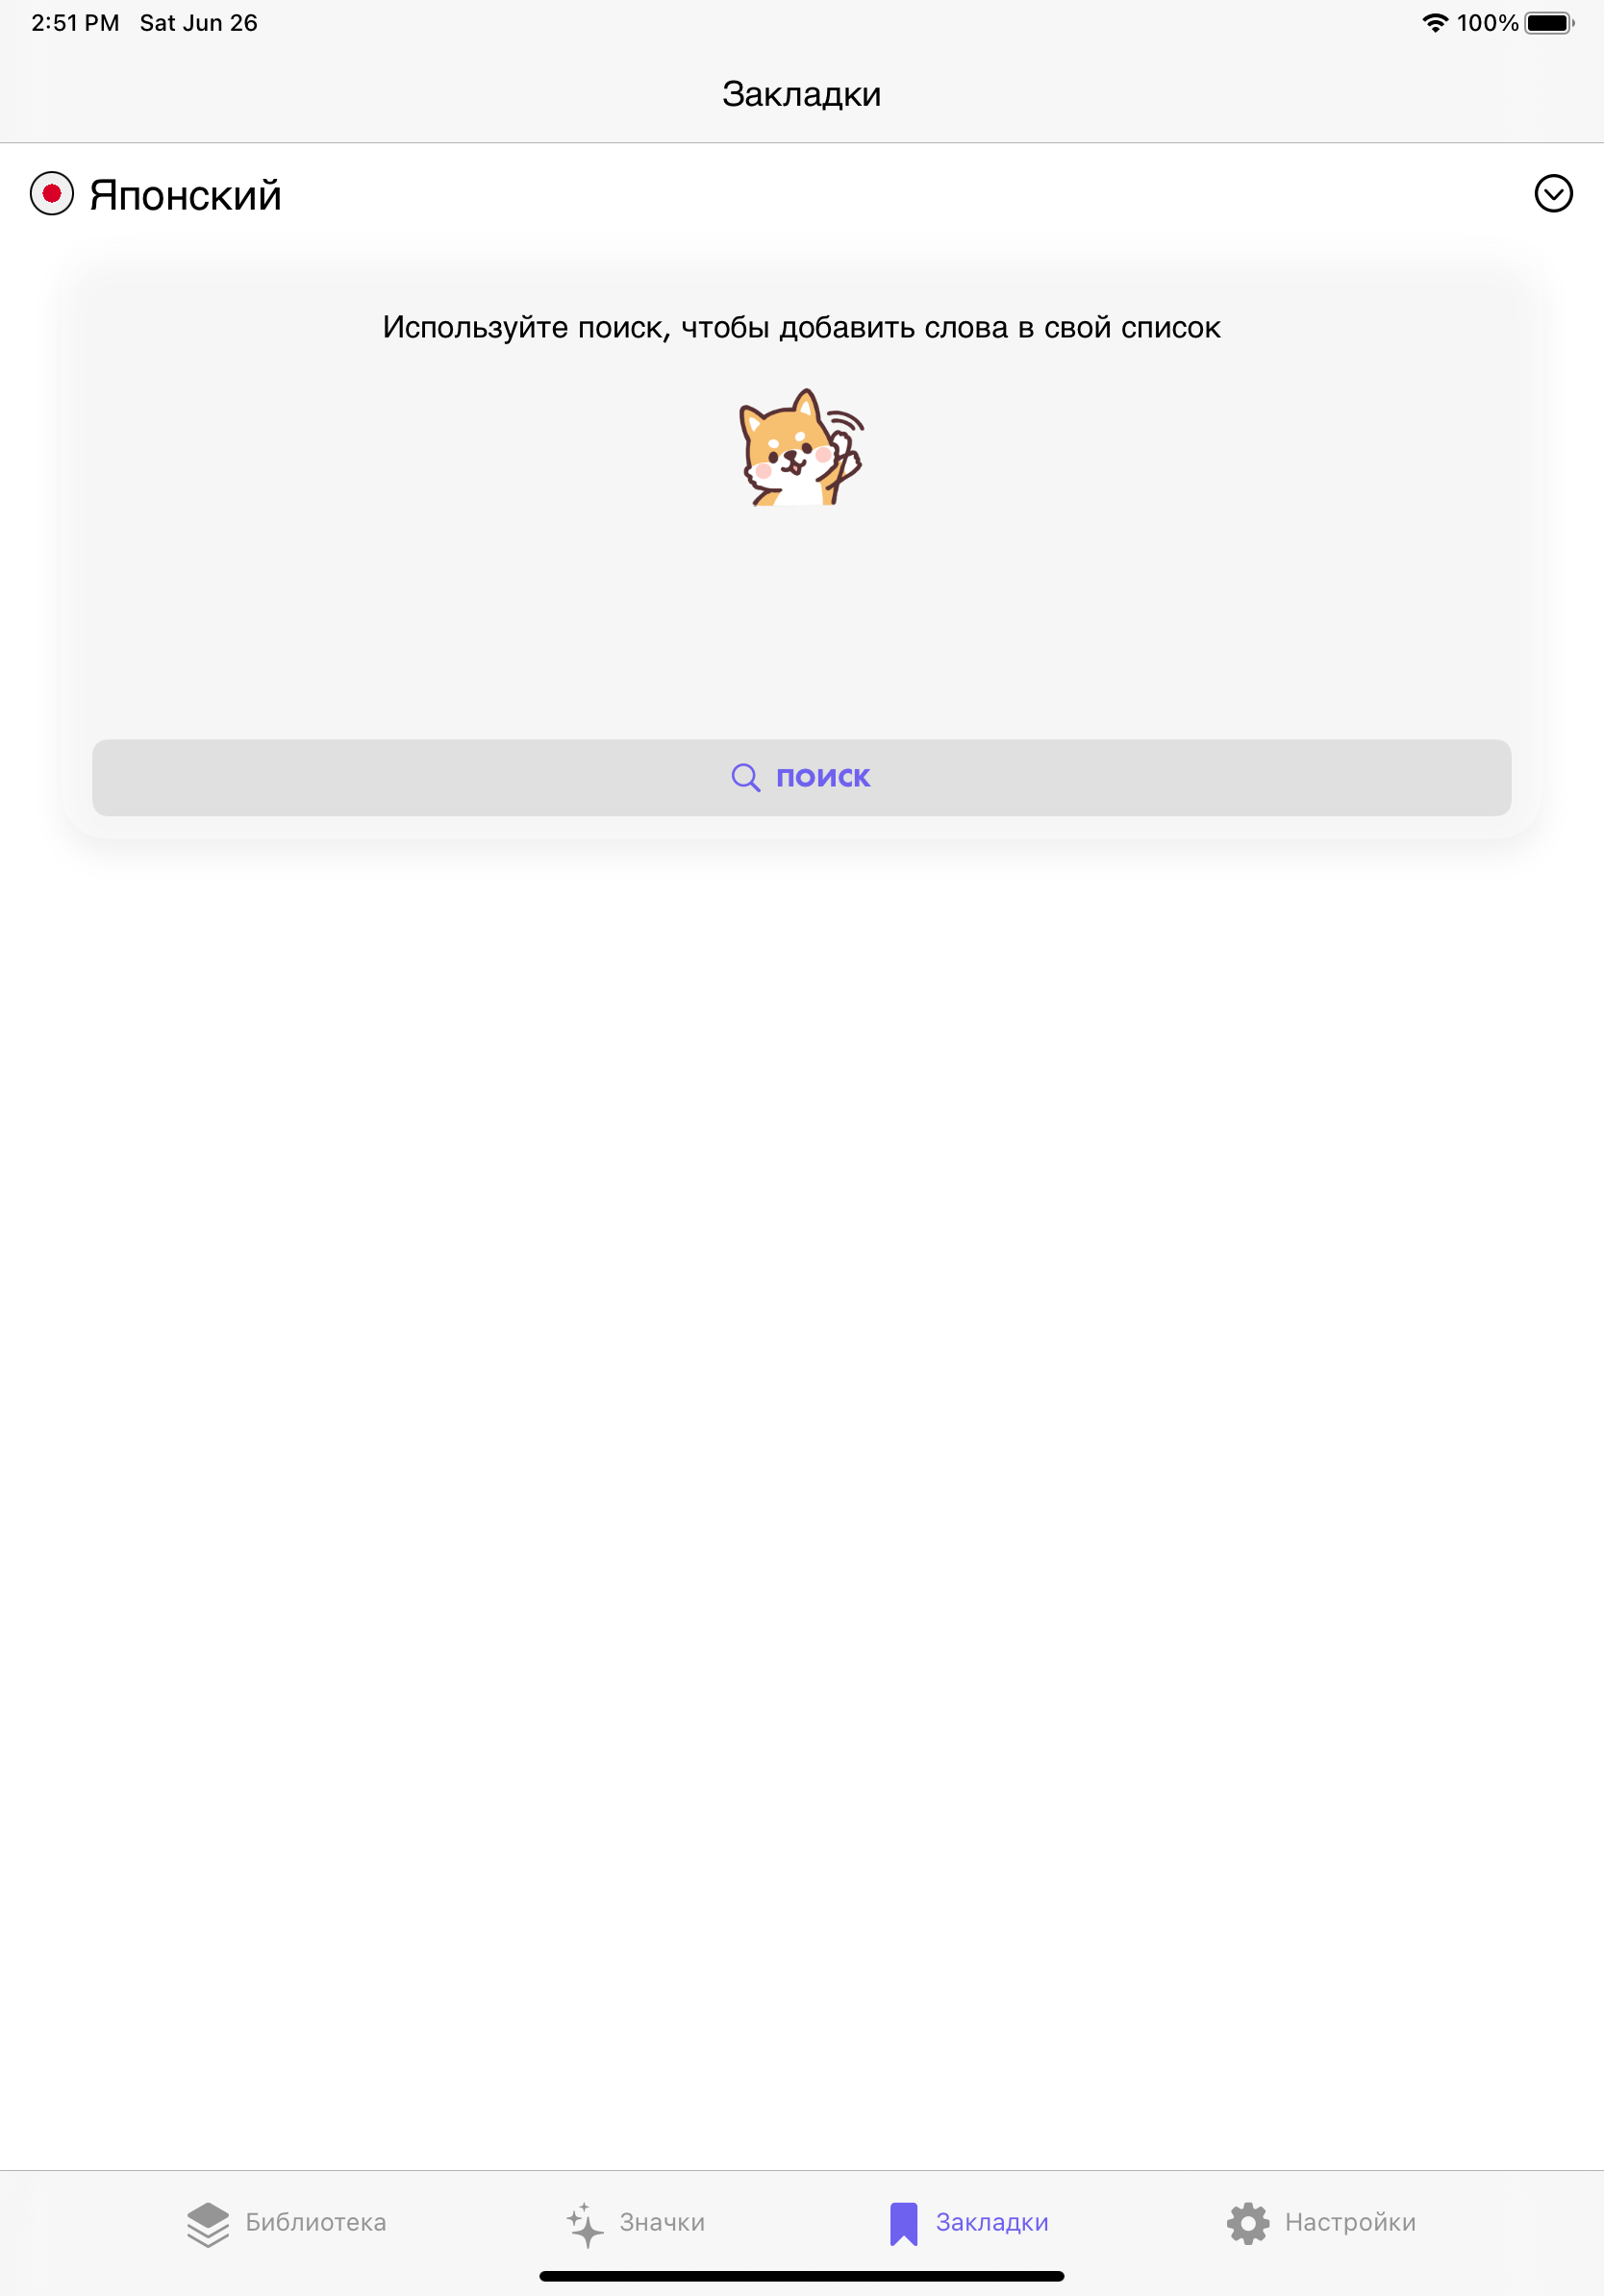 2:51 PM Sat Jun 26 100%
Закладки
Японский
Используйте поиск, чтобы добавить слова в свой список
поиск
Библиотека Значки Закладки Настройки